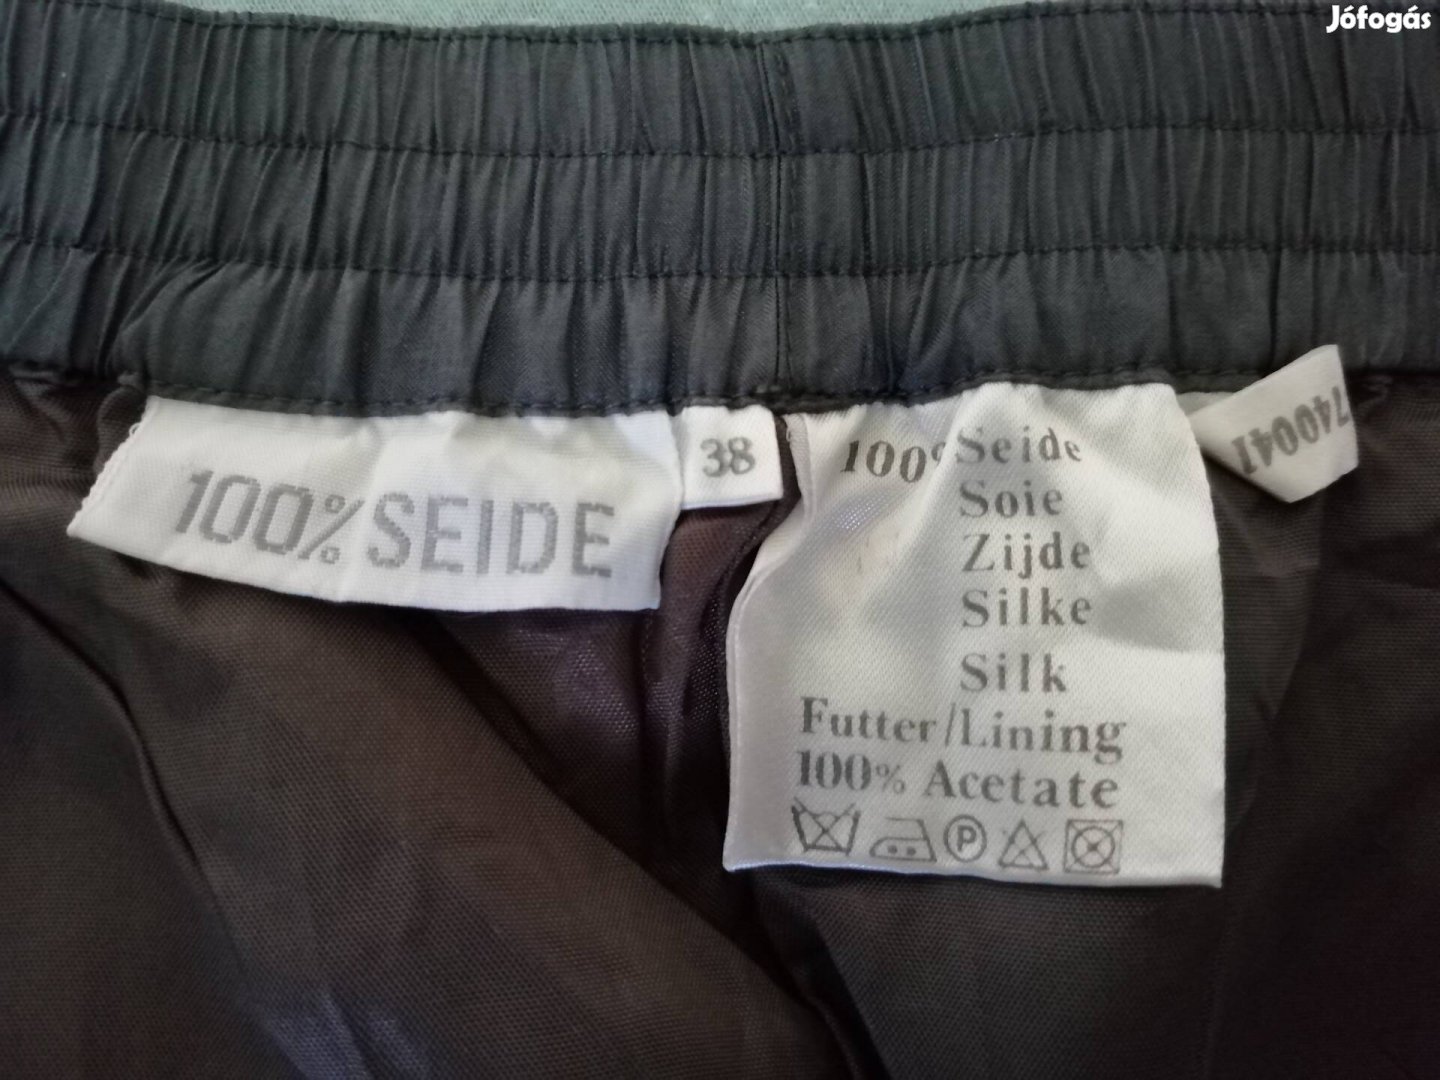 Jófogás
100% SEIDE
38
100% Seide
Soie
Zijde
Silke
Silk
Futter/Lining
100% Acetate
P
740041